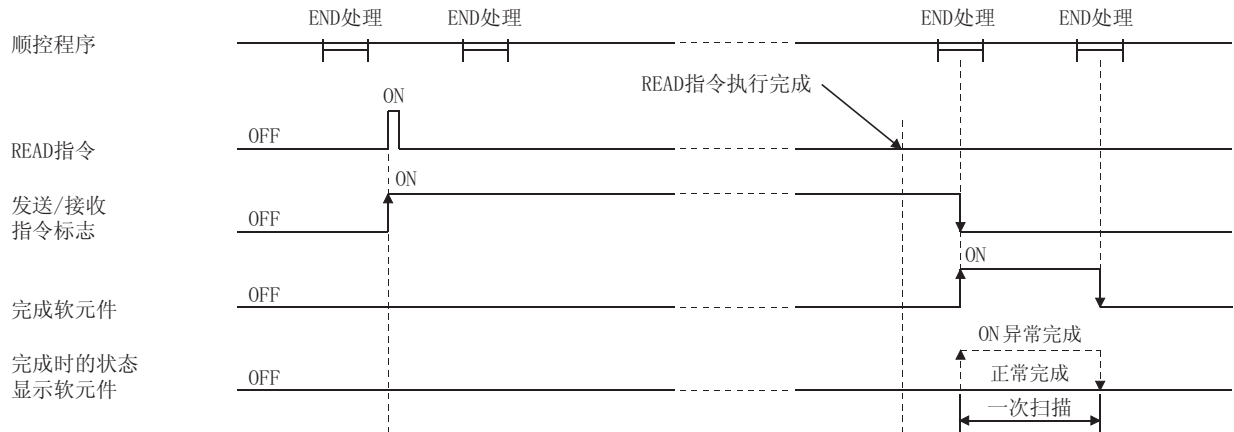 END处理
END处理
END处理
END处理
顺控程序
READ指令执行完成
ON
OFF
READ指令
ON
发送/接收
指令标志
OFF
ON
OFF
完成软元件
ON 异常完成
完成时的状态
显示软元件
OFF
正常完成
一次扫描